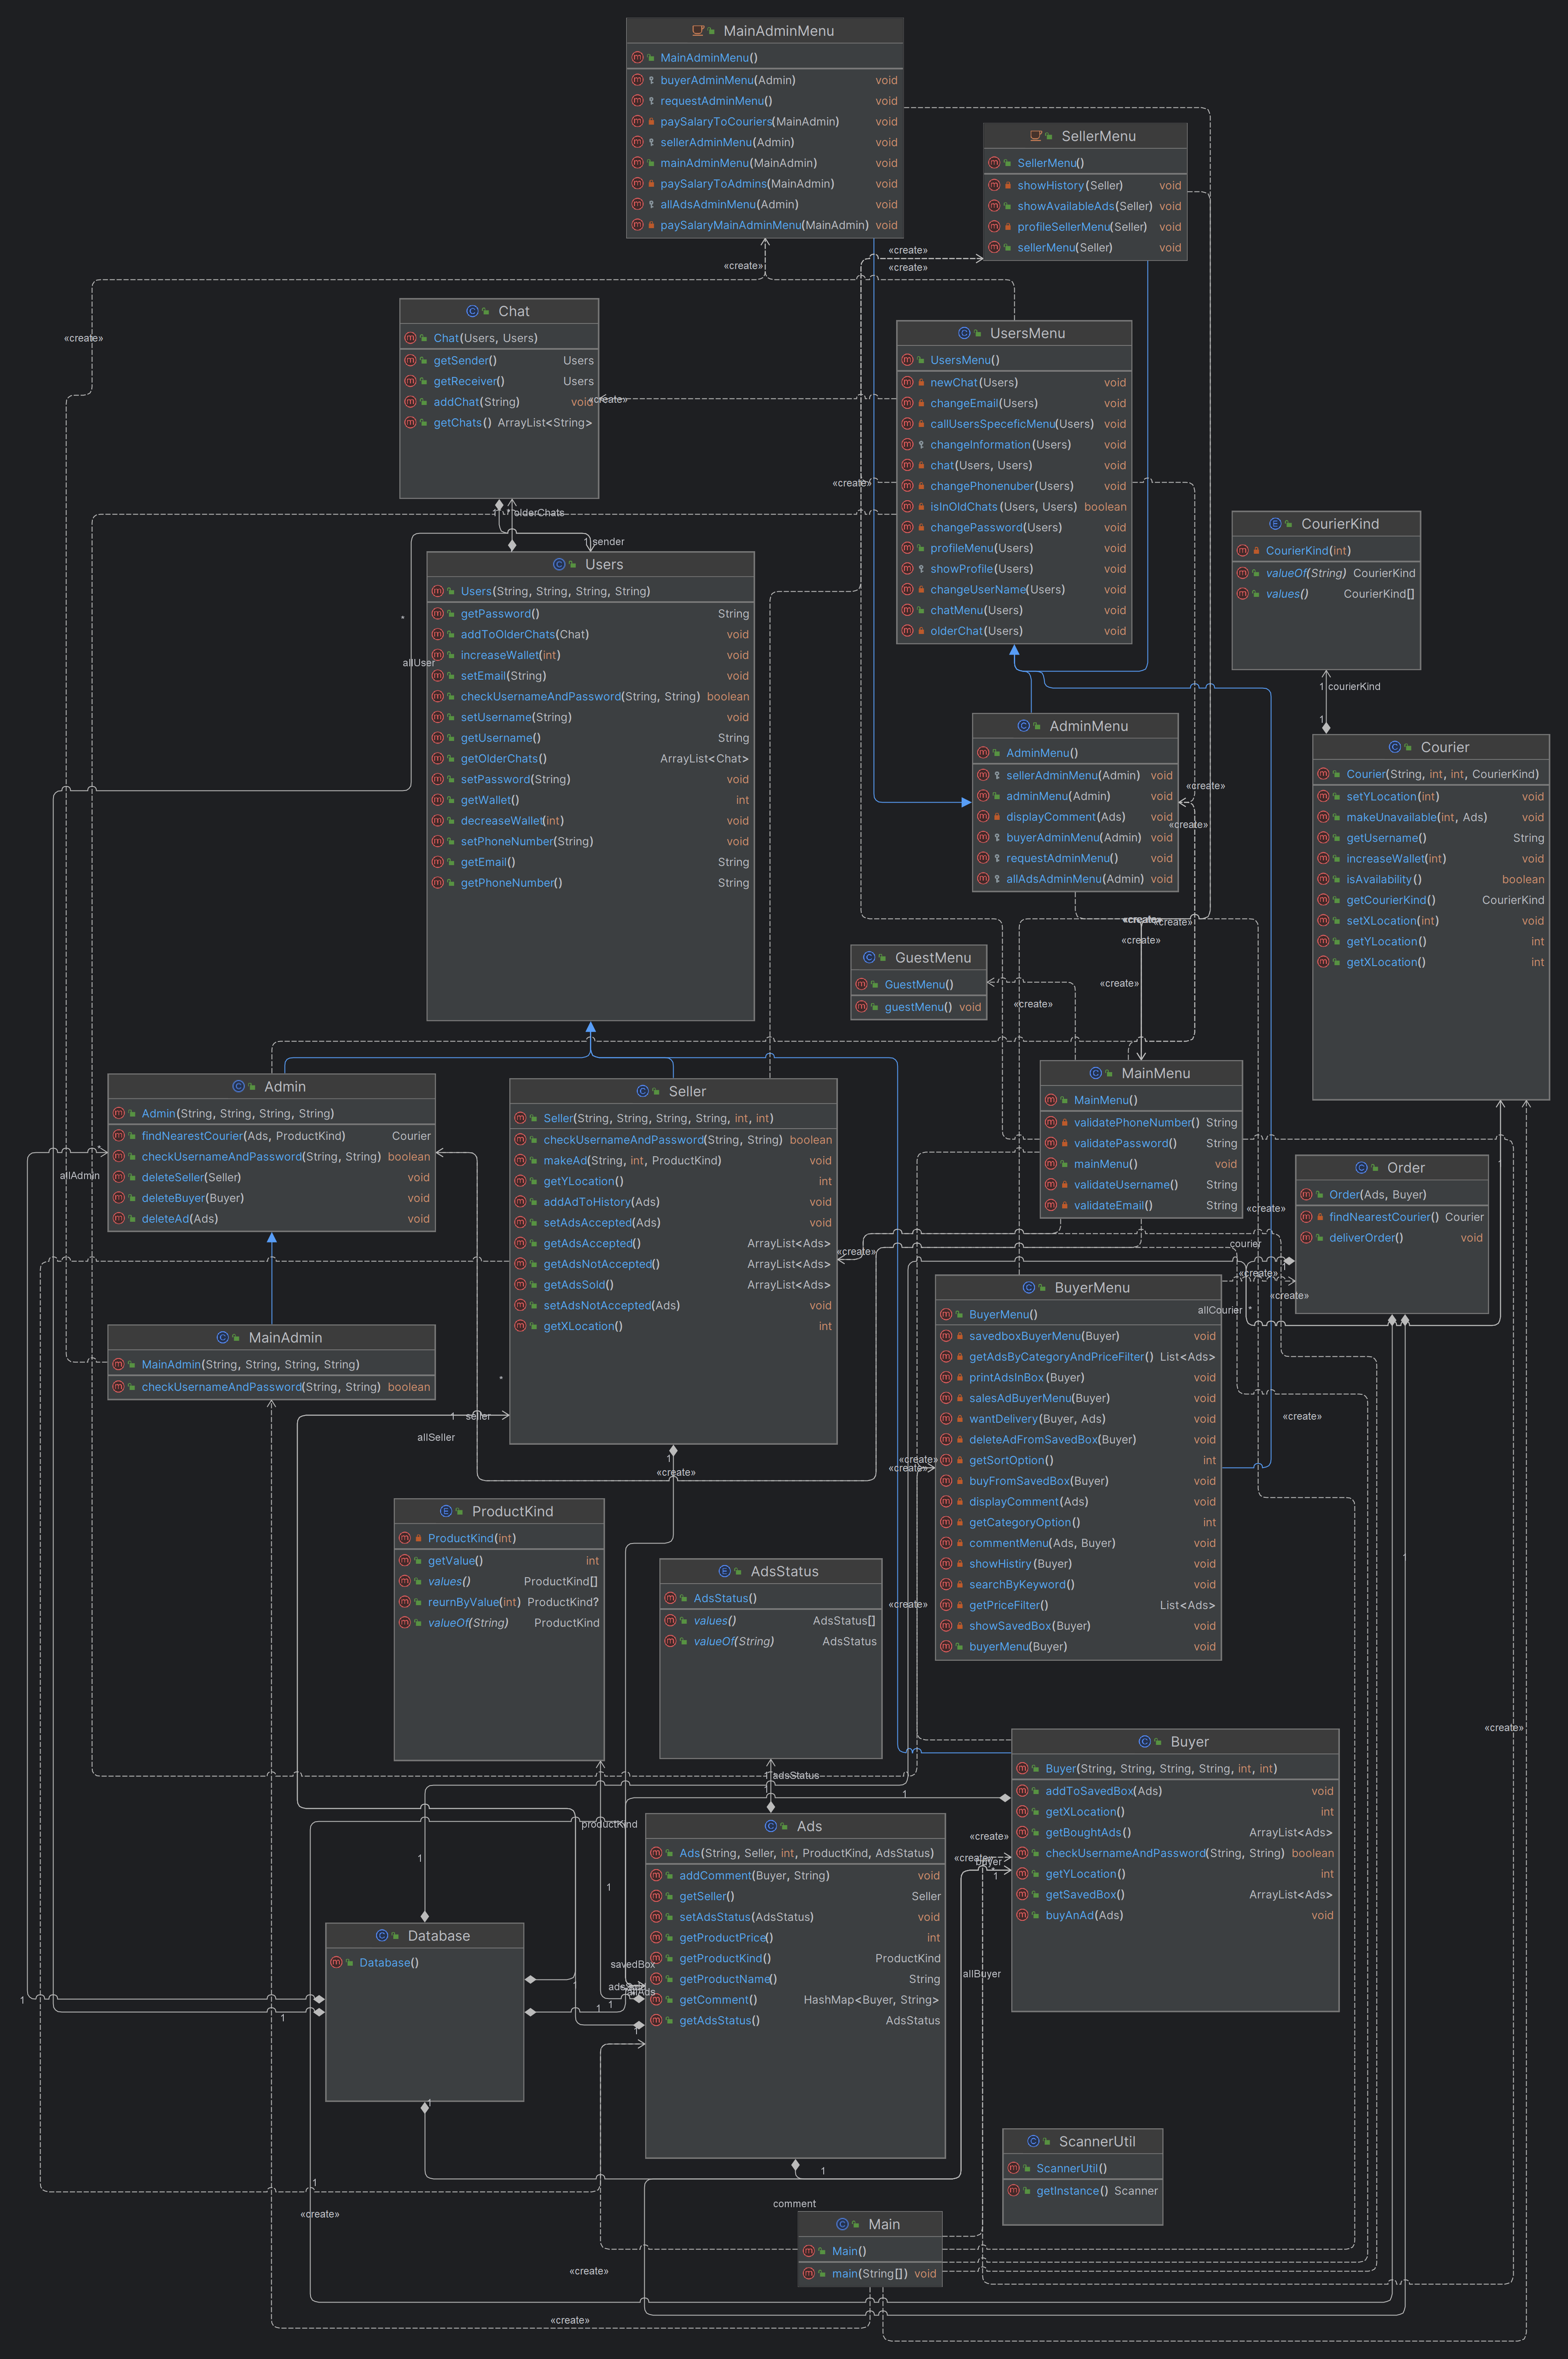 MainAdminMenu
MainAdminMenu()
buyerAdminMenu(Admin) void
requestAdminMenu() void
paySalaryToCouriers(MainAdmin) void
sellerAdminMenu(Admin) void
mainAdminMenu(MainAdmin) void
paySalaryToAdmins(MainAdmin) void
allAdsAdminMenu(Admin) void
paySalaryMainAdminMenu(MainAdmin) void
SellerMenu
SellerMenu()
showHistory(Seller) void
showAvailableAds(Seller) void
profileSellerMenu(Seller) void
sellerMenu(Seller) void
«create»
«create»
«create»
«create»
Chat
Chat(Users, Users)
getSender() Users
getReceiver() Users
addChat(String) void
getChats() ArrayList<String>
«create»
UsersMenu
UsersMenu()
newChat(Users) void
changeEmail(Users) void
callUsersSpeceficMenu(Users) void
changeInformation(Users) void
chat(Users, Users) void
changePhonenuber(Users) void
isInOldChats(Users, Users) boolean
changePassword(Users) void
profileMenu(Users) void
showProfile(Users) void
changeUserName(Users) void
chatMenu(Users) void
olderChat(Users) void
«create»
1 olderChats
1 sender
CourierKind
CourierKind(int)
valueOf(String) CourierKind
values() CourierKind[]
1 courierKind
1
Users
Users(String, String, String, String)
getPassword() String
addToOlderChats(Chat) void
increaseWallet(int) void
setEmail(String) void
checkUsernameAndPassword(String, String) boolean
setUsername(String) void
getUsername() String
getOlderChats() ArrayList<Chat>
setPassword(String) void
getWallet() int
decreaseWallet(int) void
setPhoneNumber(String) void
getEmail() String
getPhoneNumber() String
*
allUser
AdminMenu
AdminMenu()
sellerAdminMenu(Admin) void
adminMenu(Admin) void
displayComment(Ads) void
buyerAdminMenu(Admin) void
requestAdminMenu() void
allAdsAdminMenu(Admin) void
«create»
«create»
Courier
Courier(String, int, int, CourierKind)
setYLocation(int) void
makeUnavailable(int, Ads) void
getUsername() String
increaseWallet(int) void
isAvailability() boolean
getCourierKind() CourierKind
setXLocation(int) void
getYLocation() int
getXLocation() int
«create»
«create»
«create»
«create»
«create»
GuestMenu
GuestMenu()
guestMenu() void
MainMenu
MainMenu()
validatePhoneNumber() String
validatePassword() String
mainMenu() void
validateUsername() String
validateEmail() String
Admin
Admin(String, String, String, String)
findNearestCourier(Ads, ProductKind) Courier
checkUsernameAndPassword(String, String) boolean
deleteSeller(Seller) void
deleteBuyer(Buyer) void
deleteAd(Ads) void
allAdmin
Seller
Seller(String, String, String, String, int, int)
checkUsernameAndPassword(String, String) boolean
makeAd(String, int, ProductKind) void
getYLocation() int
addAdToHistory(Ads) void
setAdsAccepted(Ads) void
getAdsAccepted() ArrayList<Ads>
getAdsNotAccepted() ArrayList<Ads>
getAdsSold() ArrayList<Ads>
setAdsNotAccepted(Ads) void
getXLocation() int
Order
Order(Ads, Buyer)
findNearestCourier() Courier
deliverOrder() void
«create»
courier
«create»
«create»
«create»
allCourier *
MainAdmin
MainAdmin(String, String, String, String)
checkUsernameAndPassword(String, String) boolean
*
1 seller
allSeller
1
«create»
BuyerMenu
BuyerMenu()
savedboxBuyerMenu(Buyer) void
getAdsByCategoryAndPriceFilter() List<Ads>
printAdsInBox(Buyer) void
salesAdBuyerMenu(Buyer) void
wantDelivery(Buyer, Ads) void
deleteAdFromSavedBox(Buyer) void
getSortOption() int
buyFromSavedBox(Buyer) void
displayComment(Ads) void
getCategoryOption() int
commentMenu(Ads, Buyer) void
showHistiry(Buyer) void
searchByKeyword() void
getPriceFilter() List<Ads>
showSavedBox(Buyer) void
buyerMenu(Buyer) void
«create»
«create»
«create»
«create»
1
ProductKind
ProductKind(int)
getValue() int
values() ProductKind[]
reurnByValue(int) ProductKind?
valueOf(String) ProductKind
AdsStatus
AdsStatus()
values() AdsStatus[]
valueOf(String) AdsStatus
adsStatus
1
productKind
«create»
Buyer
Buyer(String, String, String, String, int, int)
addToSavedBox(Ads) void
getXLocation() int
getBoughtAds() ArrayList<Ads>
checkUsernameAndPassword(String, String) boolean
getYLocation() int
getSavedBox() ArrayList<Ads>
buyAnAd(Ads) void
«create»
«create»
buyer
1
allBuyer
Ads
Ads(String, Seller, int, ProductKind, AdsStatus)
addComment(Buyer, String) void
getSeller() Seller
setAdsStatus(AdsStatus) void
getProductPrice() int
getProductKind() ProductKind
getProductName() String
getComment() HashMap<Buyer, String>
getAdsStatus() AdsStatus
1
1
savedBox
allAds
1
1
1
Database
Database()
1
1
1
1
1
ScannerUtil
ScannerUtil()
getInstance() Scanner
comment
Main
Main()
main(String[]) void
«create»
«create»
«create»